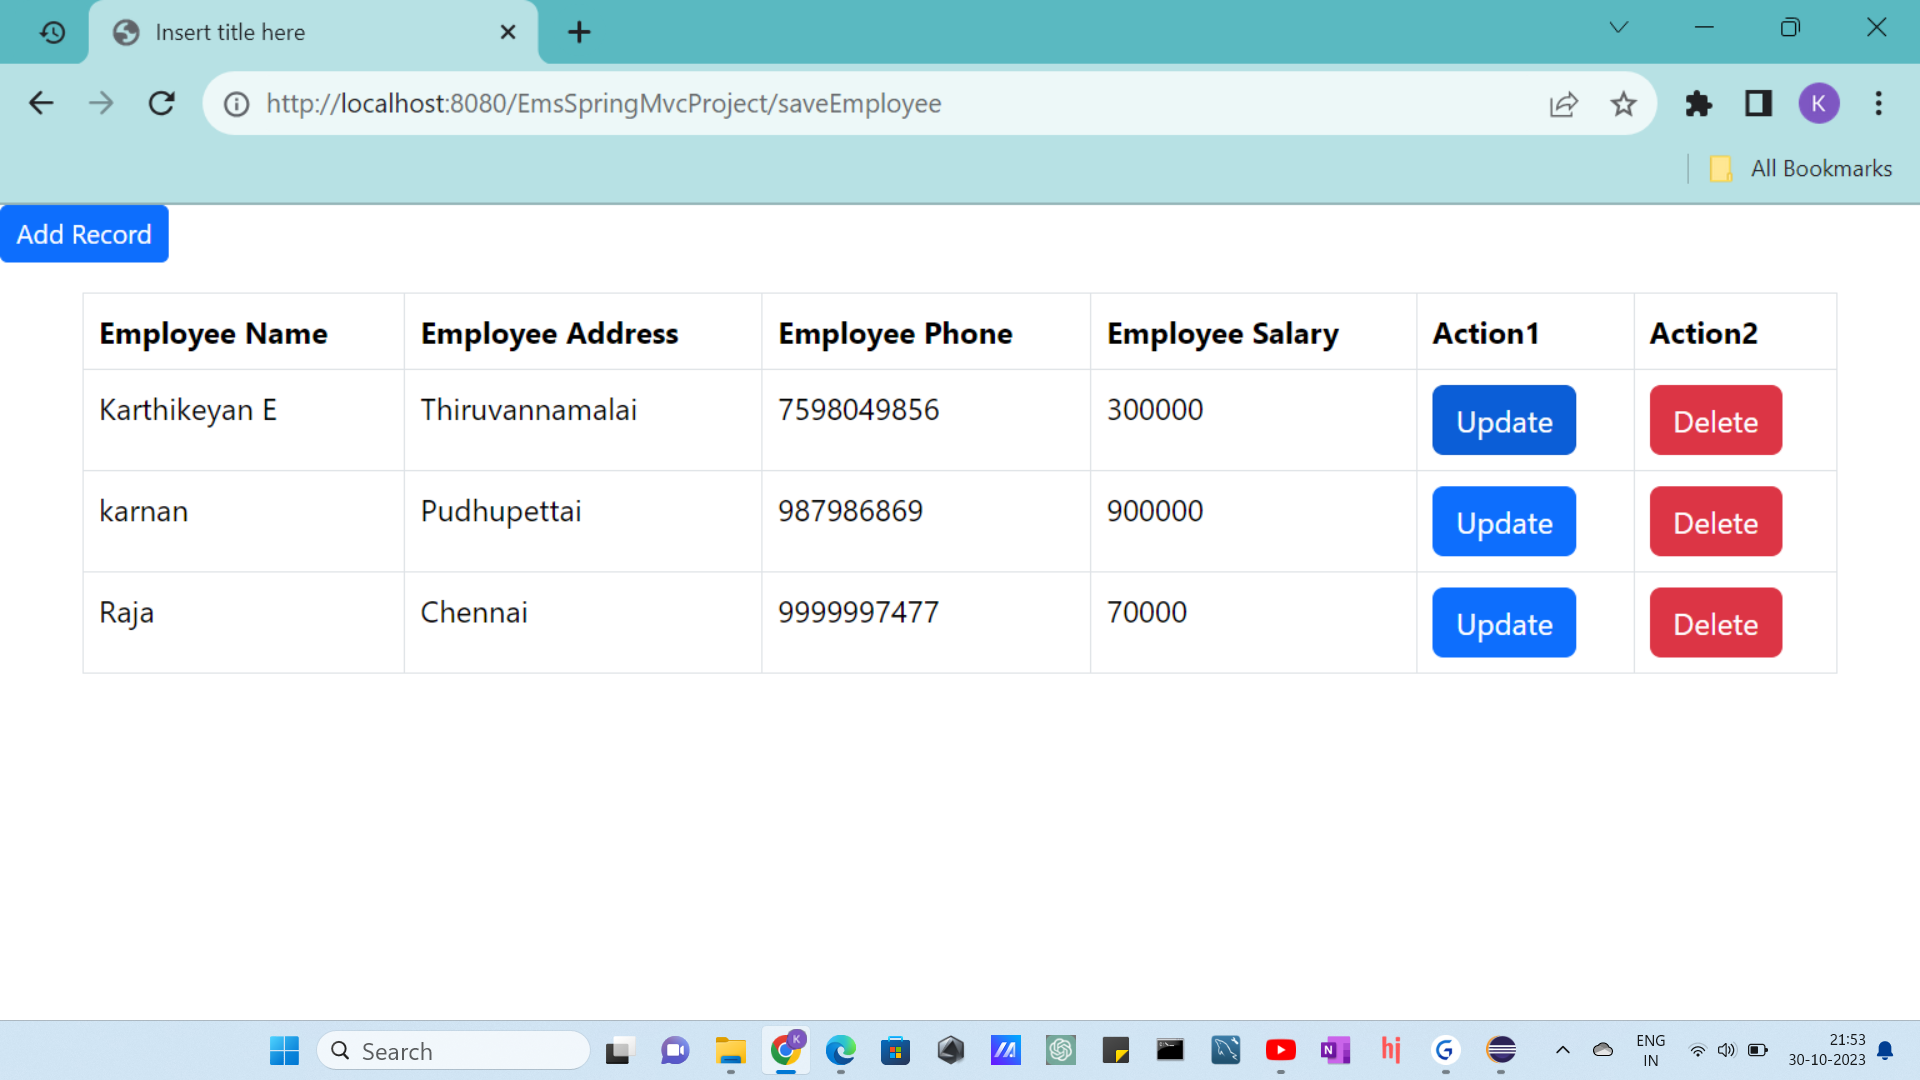 Insert title here
http://localhost:8080/EmsSpringMvcProject/saveEmployee
K
All Bookmarks
Add Record
Employee Name Employee Address Employee Phone Employee Salary Action1 Action2
Karthikeyan E Thiruvannamalai 7598049856 300000 Update Delete
karnan Pudhupettai 987986869 900000 Update Delete
Raja Chennai 9999997477 70000 Update Delete
Search K N hi G ENG 21:53
IN 30-10-2023